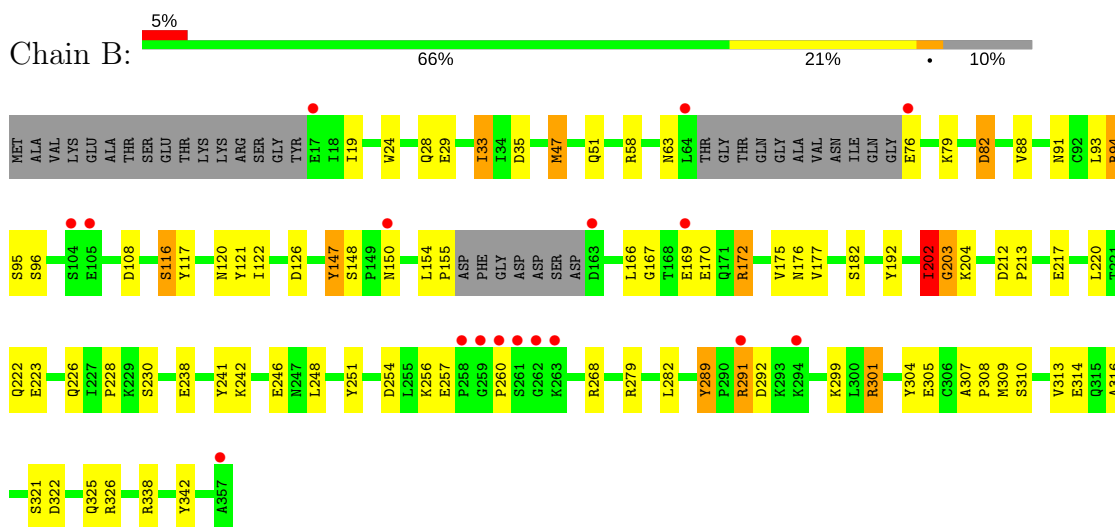 5%
Chain B:
66% 21% • 10%
MET ALA VAL LYS GLU ALA THR SER GLU THR LYS LYS ARG SER GLY TYR E17 I18 I19 W24 Q28 E29 I33 I34 D35 M47 Q51 R58 N63 L64 THR GLY THR GLN GLY ALA VAL ASN ILE GLN GLY E76 K79 D82 V88 N91 C92 L93 R94
S95 S96 S104 E105 D108 S116 Y117 N120 Y121 I122 D126 Y147 S148 P149 N150 L154 P155 ASP PHE GLY ASP ASP SER ASP D163 L166 G167 T168 E169 E170 Q171 R172 V175 N176 V177 S182 Y192 I202 G203 K204 D212 P213 E217 L220 T221
Q222 E223 Q226 I227 P228 K229 S230 E238 Y241 K242 E246 N247 L248 Y251 D254 L255 K256 E257 P258 G259 P260 S261 G262 K263 R268 R279 L282 Y289 P290 R291 D292 K293 K294 K299 L300 R301 Y304 E305 C306 A307 P308 M309 S310 V313 E314 Q315 A316
S321 D322 Q325 R326 R338 Y342 A357